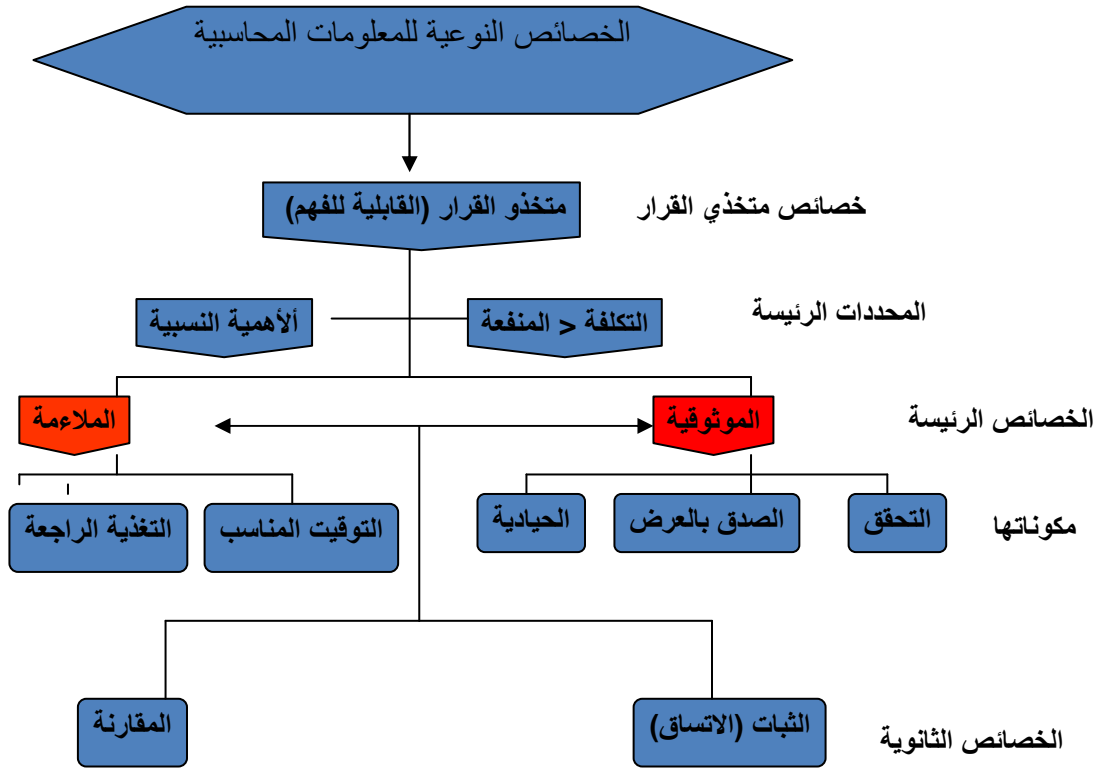 الخصائص النوعية للمعلومات المحاسبية
خصائص متخذي القرار
متخذو القرار (القابلية للفهم)
المحددات الرئيسة
التكلفة < المنفعة
ألأهمية النسبية
الخصائص الرئيسة
الموثوقية
الملاءمة
مكوناتها
التحقق
الصدق بالعرض
الحيادية
التوقيت المناسب
التغذية الراجعة
الخصائص الثانوية
الثبات (الاتساق)
المقارنة